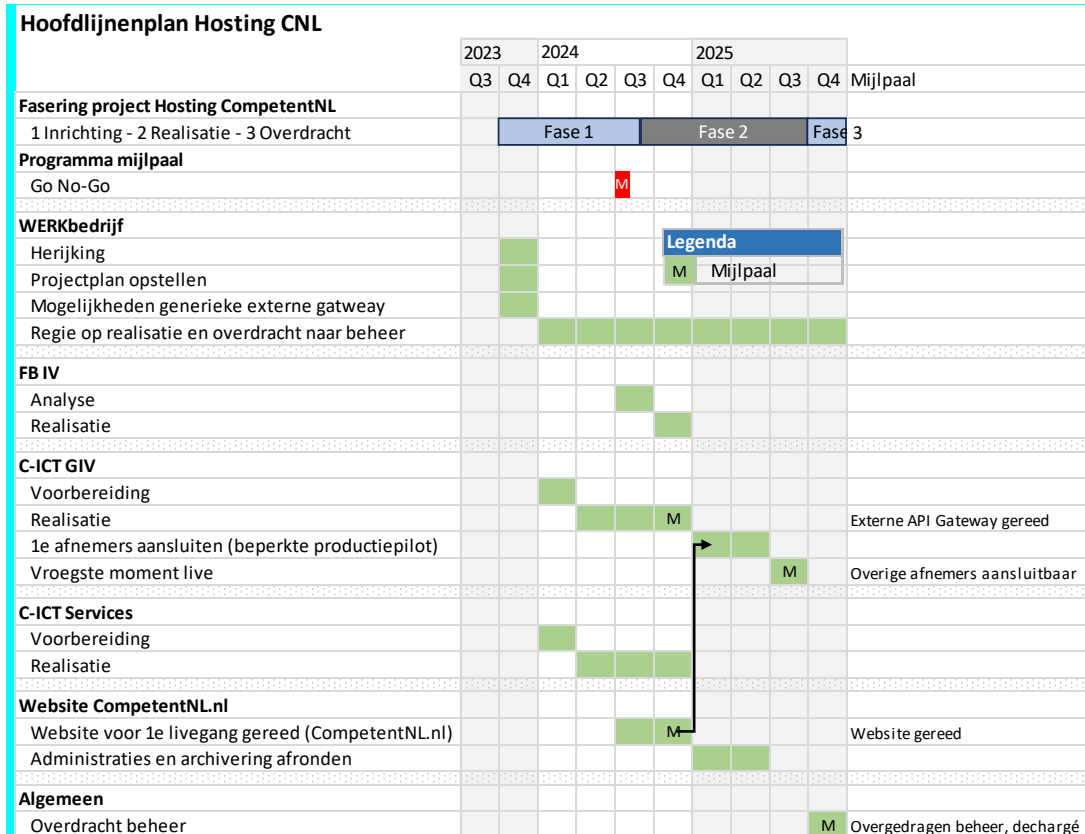 Hoofdlijnenplan Hosting CNL
2023 2024 2025
Q3 Q4 Q1 Q2 Q3 Q4 Q1 Q2 Q3 Q4 Mijlpaal
Fasering project Hosting CompetentNL
1 Inrichting - 2 Realisatie - 3 Overdracht Fase 1 Fase 2 Fase 3
Programma mijlpaal
Go No-Go M
WERKbedrijf
Legenda
Herijking
Projectplan opstellen M Mijlpaal
Mogelijkheden generieke externe gatweay
Regie op realisatie en overdracht naar beheer
FB IV
Analyse
Realisatie
C-ICT GIV
Voorbereiding
Realisatie M Externe API Gateway gereed
1e afnemers aansluiten (beperkte productiepilot)
Vroegste moment live M Overige afnemers aansluitbaar
C-ICT Services
Voorbereiding
Realisatie
Website CompetentNL.nl
Website voor 1e livegang gereed (CompetentNL.nl) M Website gereed
Administraties en archivering afronden
Algemeen
Overdracht beheer M Overgedragen beheer, dechargé